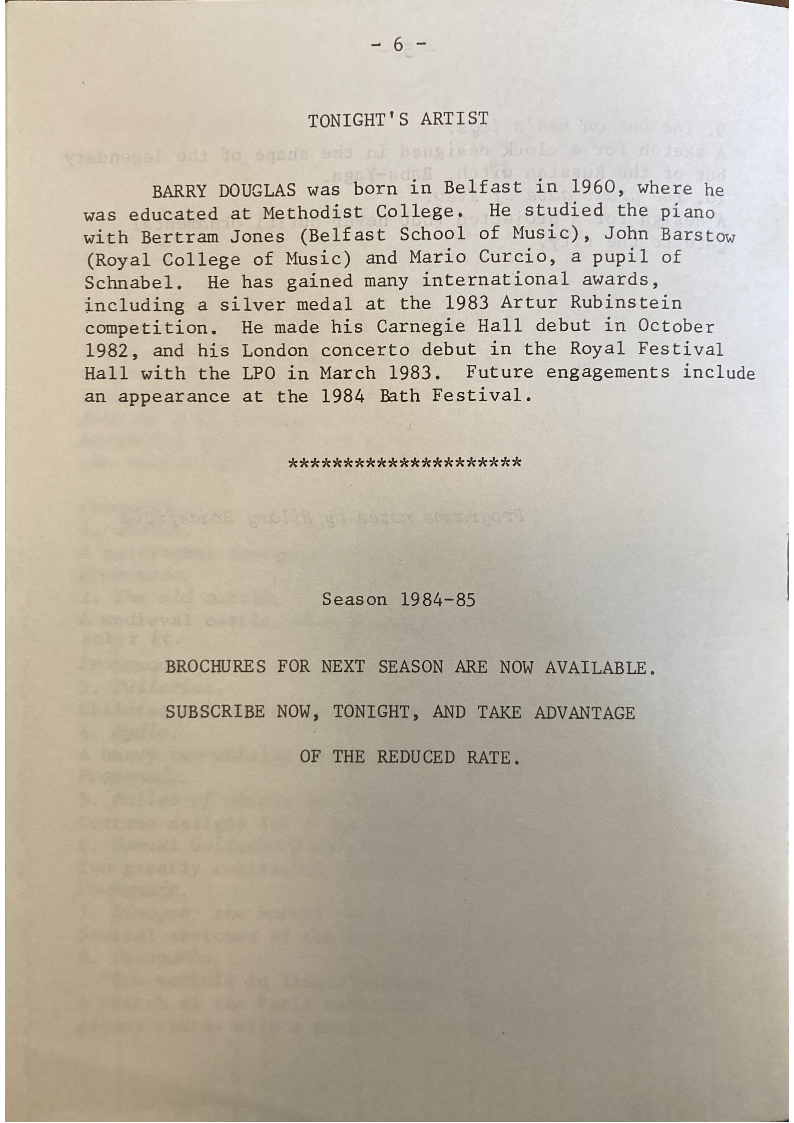 - 6 -
TONIGHT'S ARTIST
BARRY DOUGLAS was born in Belfast in 1960, where he
was educated at Methodist College. He studied the piano
with Bertram Jones (Belfast School of Music), John Barstow
(Royal College of Music) and Mario Curcio, a pupil of
Schnabel. He has gained many international awards,
including a silver medal at the 1983 Artur Rubinstein
competition. He made his Carnegie Hall debut in October
1982, and his London concerto debut in the Royal Festival
Hall with the LPO in March 1983. Future engagements include
an appearance at the 1984 Bath Festival.
*********************
Season 1984-85
BROCHURES FOR NEXT SEASON ARE NOW AVAILABLE.
SUBSCRIBE NOW, TONIGHT, AND TAKE ADVANTAGE
OF THE REDUCED RATE.